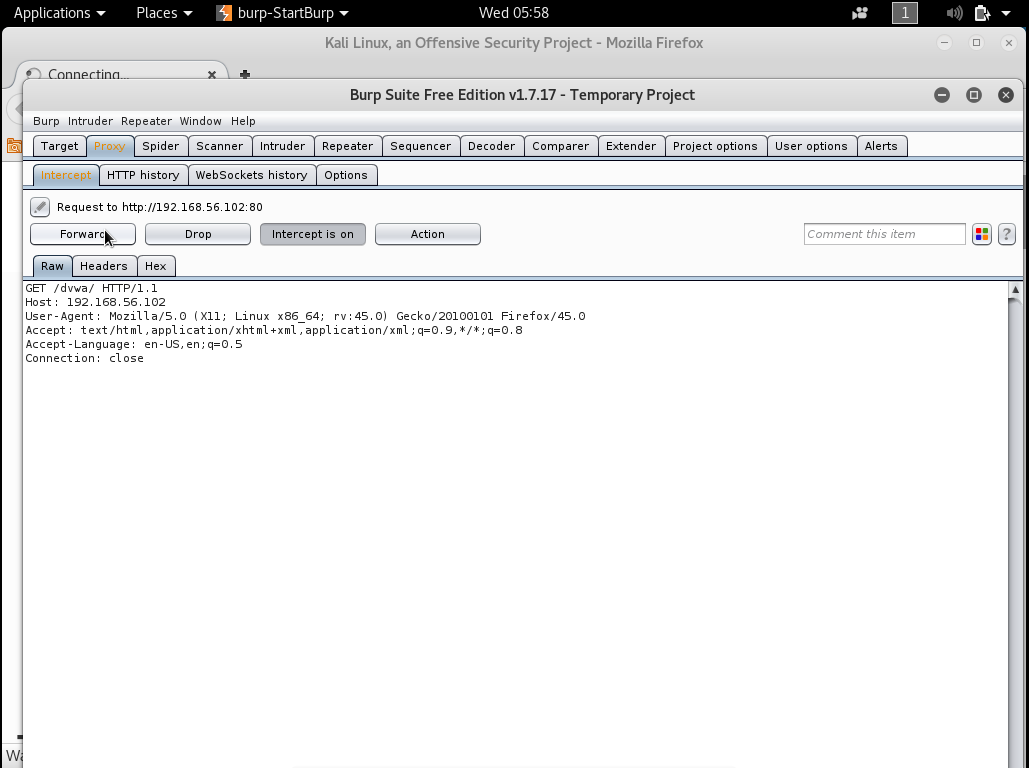 Applications Places burp-StartBurp Wed 05:58 1
Kali Linux, an Offensive Security Project - Mozilla Firefox
Connecting...
Burp Suite Free Edition v1.7.17 - Temporary Project
Burp Intruder Repeater Window Help
Target Proxy Spider Scanner Intruder Repeater Sequencer Decoder Comparer Extender Project options User options Alerts
Intercept HTTP history WebSockets history Options
Request to http://192.168.56.102:80
Forward Drop Intercept is on Action Comment this item ?
Raw Headers Hex
GET /dvwa/ HTTP/1.1
Host: 192.168.56.102
User-Agent: Mozilla/5.0 (X11; Linux x86_64; rv:45.0) Gecko/20100101 Firefox/45.0
Accept: text/html,application/xhtml+xml,application/xml;q=0.9,*/*;q=0.8
Accept-Language: en-US,en;q=0.5
Connection: close